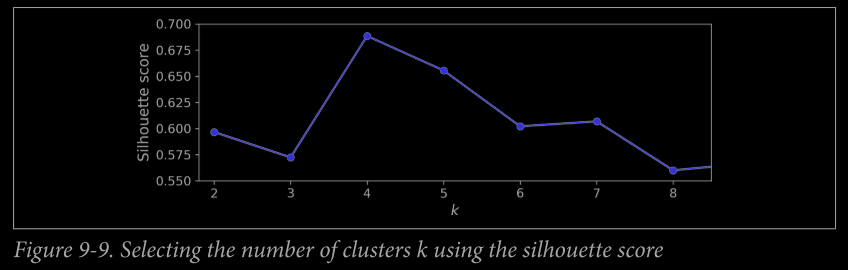 0.700
0.675
0.650
0.625
0.600
0.575
0.550
Silhouette score
2 3 4 5 6 7 8
k
Figure 9-9. Selecting the number of clusters k using the silhouette score